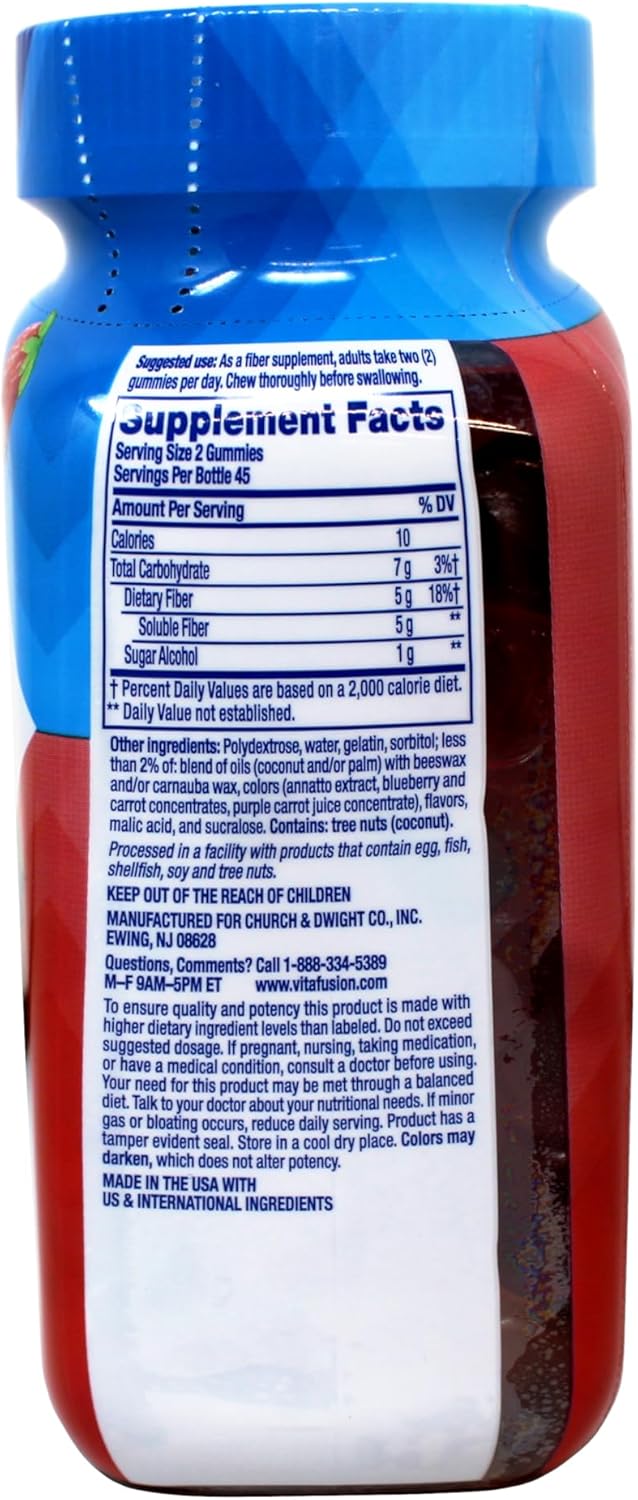 Suggested use: As a fiber supplement, adults take two (2)
gummies per day. Chew thoroughly before swallowing.
Supplement Facts
Serving Size 2 Gummies
Servings Per Bottle 45
Amount Per Serving % DV
Calories 10
Total Carbohydrate 7 g 3%†
Dietary Fiber 5 g 18%†
Soluble Fiber 5 g **
Sugar Alcohol 1 g **
† Percent Daily Values are based on a 2,000 calorie diet.
** Daily Value not established.
Other ingredients: Polydextrose, water, gelatin, sorbitol; less
than 2% of: blend of oils (coconut and/or palm) with beeswax
and/or carnauba wax, colors (annatto extract, blueberry and
carrot concentrates, purple carrot juice concentrate), flavors,
malic acid, and sucralose. Contains: tree nuts (coconut).
Processed in a facility with products that contain egg, fish,
shellfish, soy and tree nuts.
KEEP OUT OF THE REACH OF CHILDREN
MANUFACTURED FOR CHURCH & DWIGHT CO., INC.
EWING, NJ 08628
Questions, Comments? Call 1-888-334-5389
M–F 9AM–5PM ET www.vitafusion.com
To ensure quality and potency this product is made with
higher dietary ingredient levels than labeled. Do not exceed
suggested dosage. If pregnant, nursing, taking medication,
or have a medical condition, consult a doctor before using.
Your need for this product may be met through a balanced
diet. Talk to your doctor about your nutritional needs. If minor
gas or bloating occurs, reduce daily serving. Product has a
tamper evident seal. Store in a cool dry place. Colors may
darken, which does not alter potency.
MADE IN THE USA WITH
US & INTERNATIONAL INGREDIENTS